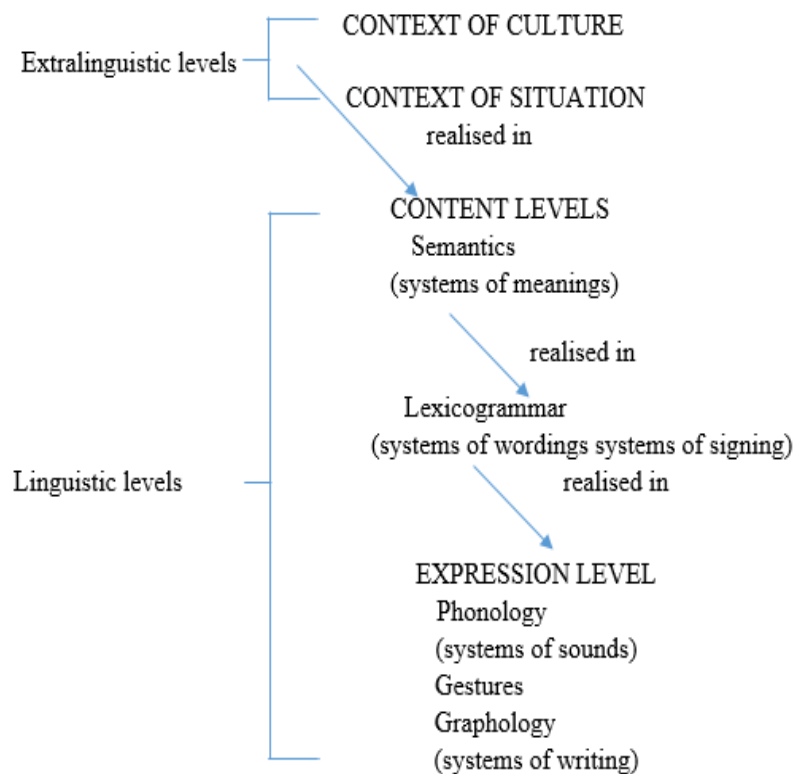 CONTEXT OF CULTURE
Extralinguistic levels
CONTEXT OF SITUATION
realised in
CONTENT LEVELS
Semantics
(systems of meanings)
realised in
Lexicogrammar
(systems of wordings systems of signing)
realised in
Linguistic levels
EXPRESSION LEVEL
Phonology
(systems of sounds)
Gestures
Graphology
(systems of writing)